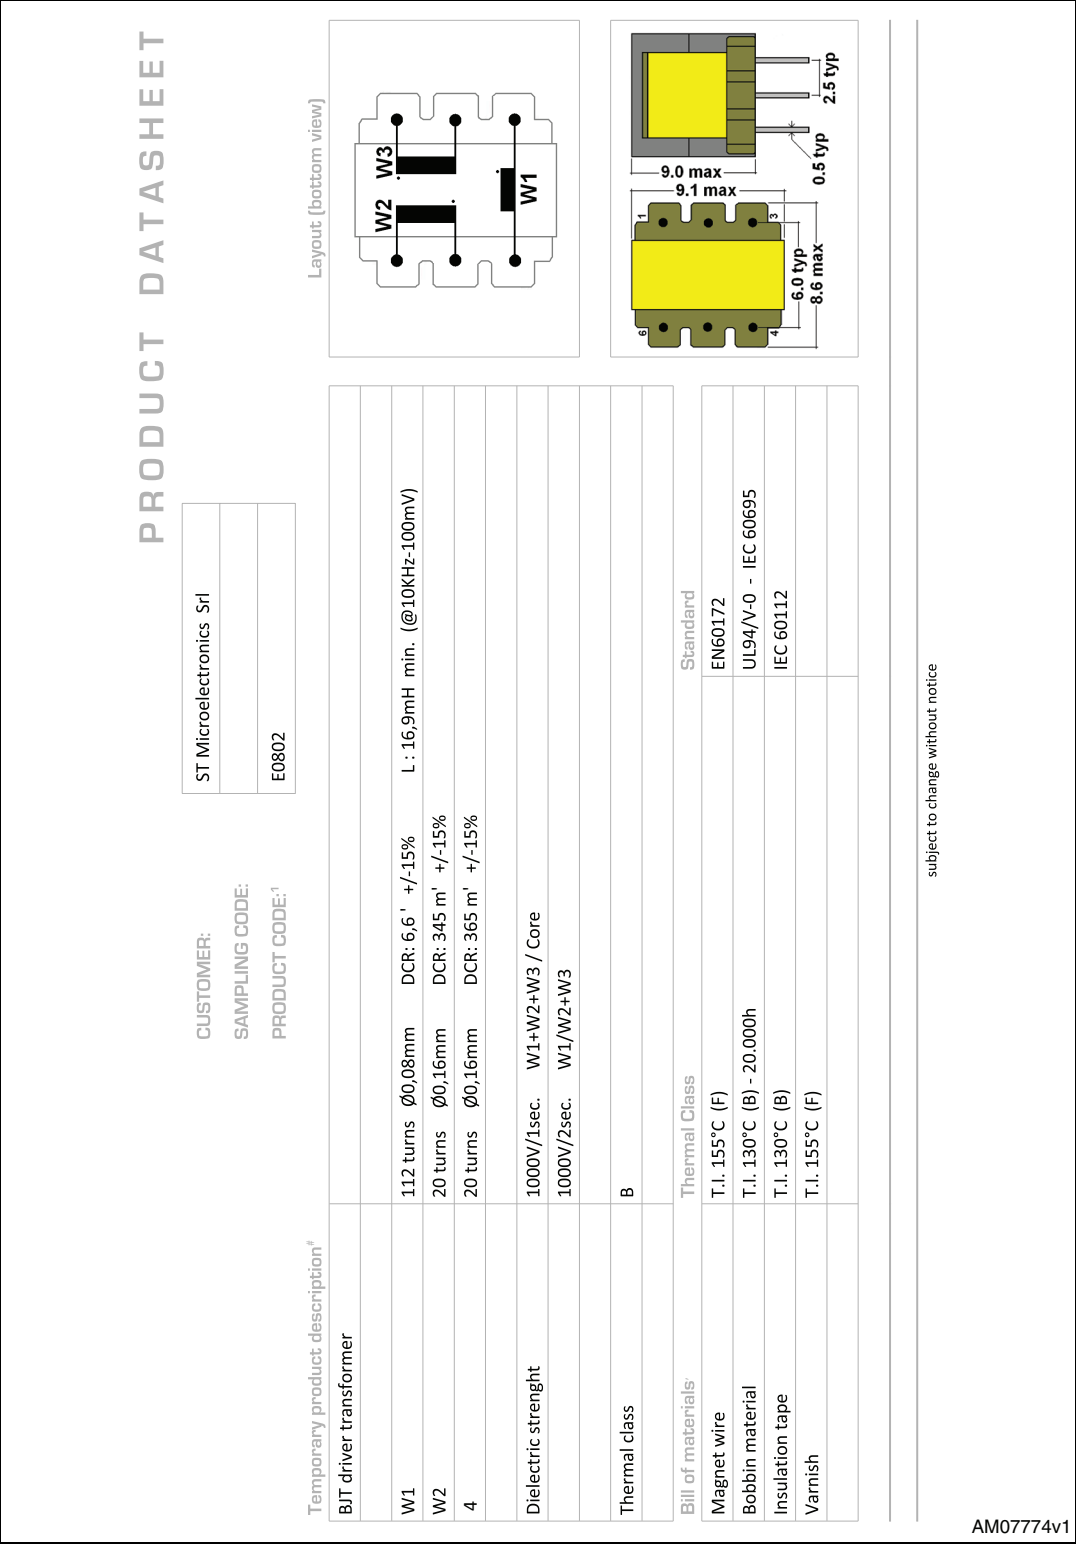 PRODUCT DATASHEET
CUSTOMER: ST Microelectronics Srl
SAMPLING CODE:
PRODUCT CODE:1 E0802
Temporary product description# Layout (bottom view)
BJT driver transformer
W1 112 turns Ø0,08mm DCR: 6,6 ' +/-15% L : 16,9mH min. (@10KHz-100mV)
W2 20 turns Ø0,16mm DCR: 345 m' +/-15%
4 20 turns Ø0,16mm DCR: 365 m' +/-15%
Dielectric strenght 1000V/1sec. W1+W2+W3 / Core
1000V/2sec. W1/W2+W3
Thermal class B
W2 W3
W1
Bill of materials' Thermal Class Standard
Magnet wire T.I. 155°C (F) EN60172
Bobbin material T.I. 130°C (B) - 20.000h UL94/V-0 - IEC 60695
Insulation tape T.I. 130°C (B) IEC 60112
Varnish T.I. 155°C (F)
6 1
4 3
9.0 max
9.1 max
6.0 typ
8.6 max
0.5 typ
2.5 typ
subject to change without notice
AM07774v1